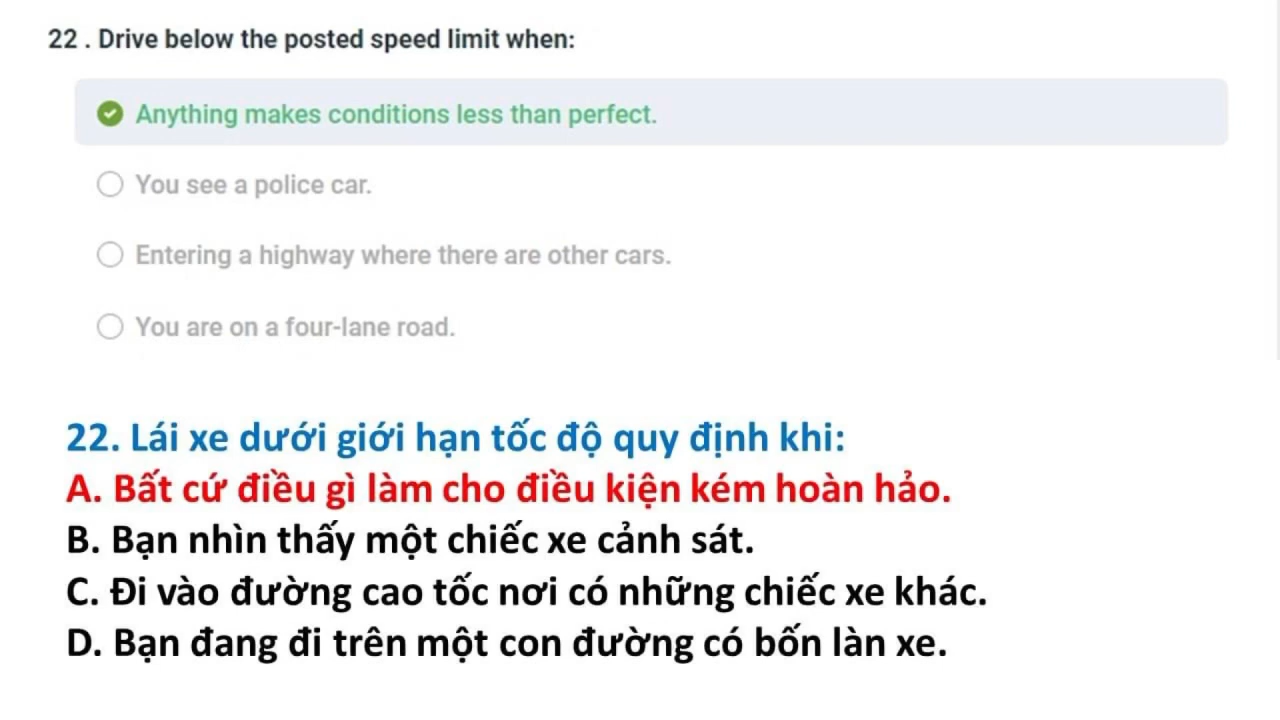 22 . Drive below the posted speed limit when:
Anything makes conditions less than perfect.
You see a police car.
Entering a highway where there are other cars.
You are on a four-lane road.
22. Lái xe dưới giới hạn tốc độ quy định khi:
A. Bất cứ điều gì làm cho điều kiện kém hoàn hảo.
B. Bạn nhìn thấy một chiếc xe cảnh sát.
C. Đi vào đường cao tốc nơi có những chiếc xe khác.
D. Bạn đang đi trên một con đường có bốn làn xe.